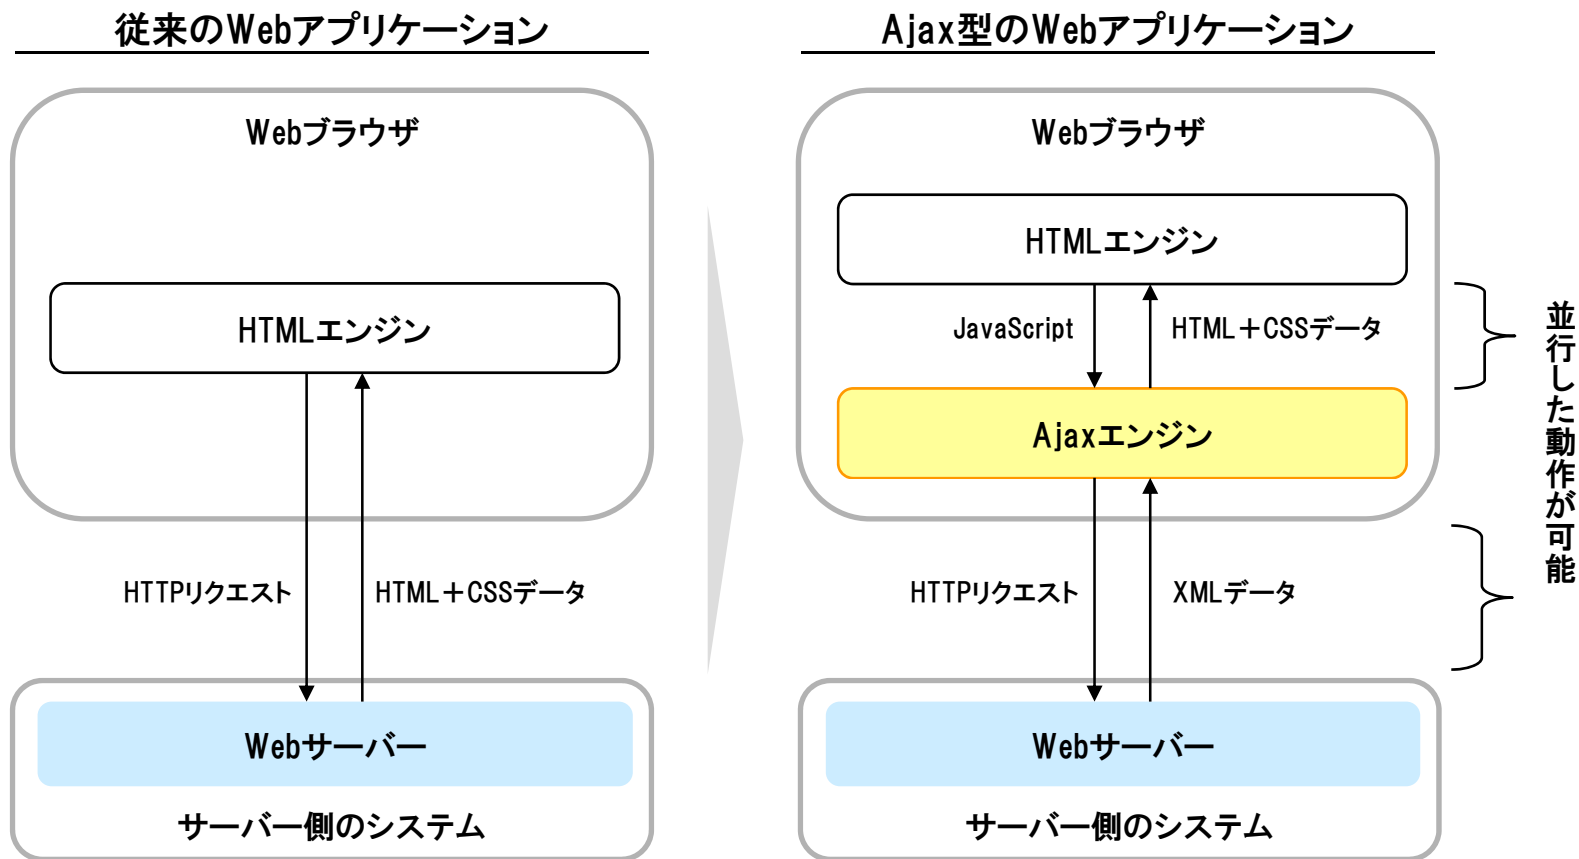 従来のWebアプリケーション
Webブラウザ
HTMLエンジン
HTTPリクエスト
HTML＋CSSデータ
Webサーバー
サーバー側のシステム
Ajax型のWebアプリケーション
Webブラウザ
HTMLエンジン
JavaScript
HTML＋CSSデータ
Ajaxエンジン
HTTPリクエスト
XMLデータ
Webサーバー
サーバー側のシステム
並行した動作が可能